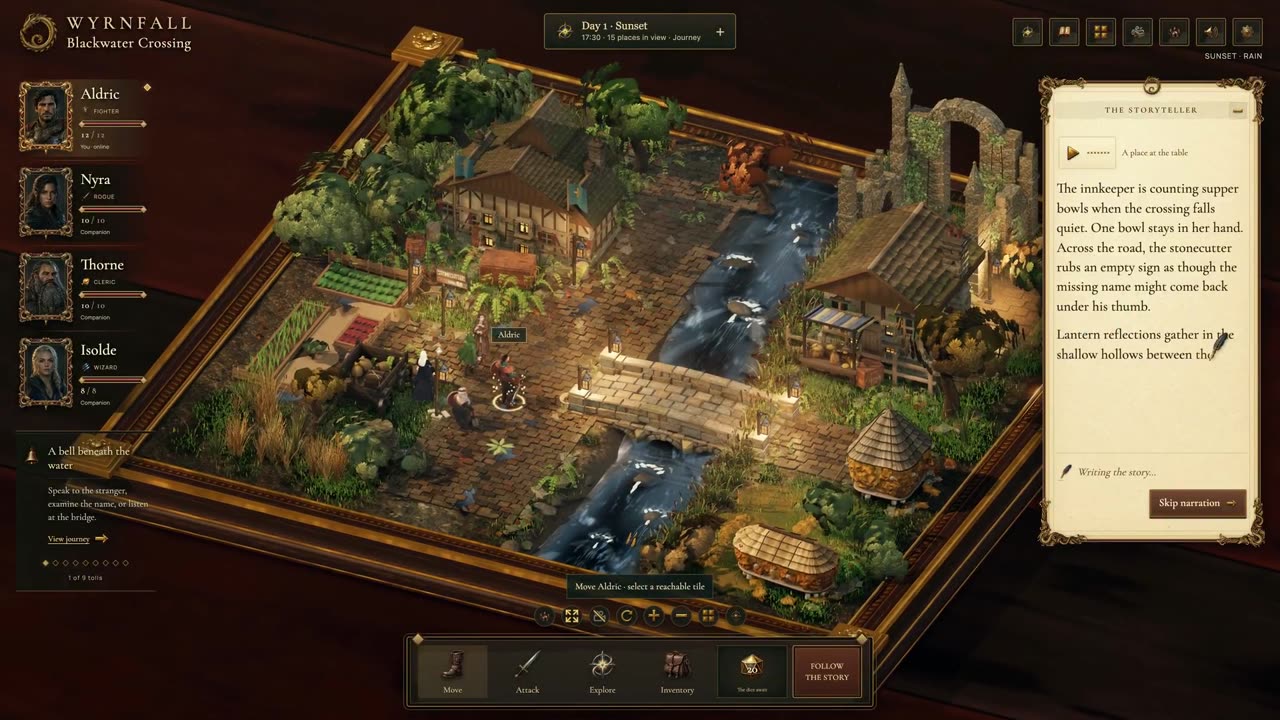 WYRNFALL
Blackwater Crossing
Day 1 · Sunset
17:30 · 15 places in view · Journey
SUNSET · RAIN
Aldric
FIGHTER
12 / 12
You · online
Nyra
ROGUE
10 / 10
Companion
Thorne
CLERIC
10 / 10
Companion
Isolde
WIZARD
8 / 8
Companion
A bell beneath the
water
Speak to the stranger,
examine the name, or listen
at the bridge.
View journey
1 of 9 tolls
Aldric
THE STORYTELLER
A place at the table
The innkeeper is counting supper
bowls when the crossing falls
quiet. One bowl stays in her hand.
Across the road, the stonecutter
rubs an empty sign as though the
missing name might come back
under his thumb.
Lantern reflections gather in the
shallow hollows between the
Writing the story...
Skip narration
Move Aldric · select a reachable tile
Move
Attack
Explore
Inventory
20
The dice await
FOLLOW
THE STORY